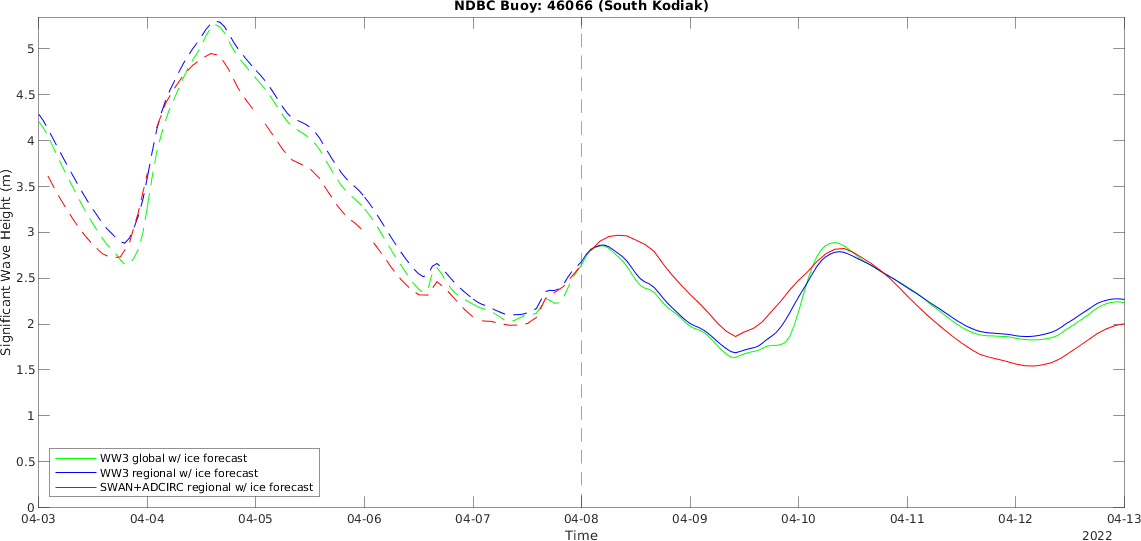 NDBC Buoy: 46066 (South Kodiak)
Significant Wave Height (m)
5
4.5
4
3.5
3
2.5
2
1.5
1
0.5
0
WW3 global w/ ice forecast
WW3 regional w/ ice forecast
SWAN+ADCIRC regional w/ ice forecast
04-03 04-04 04-05 04-06 04-07 04-08 04-09 04-10 04-11 04-12 04-13
Time
2022